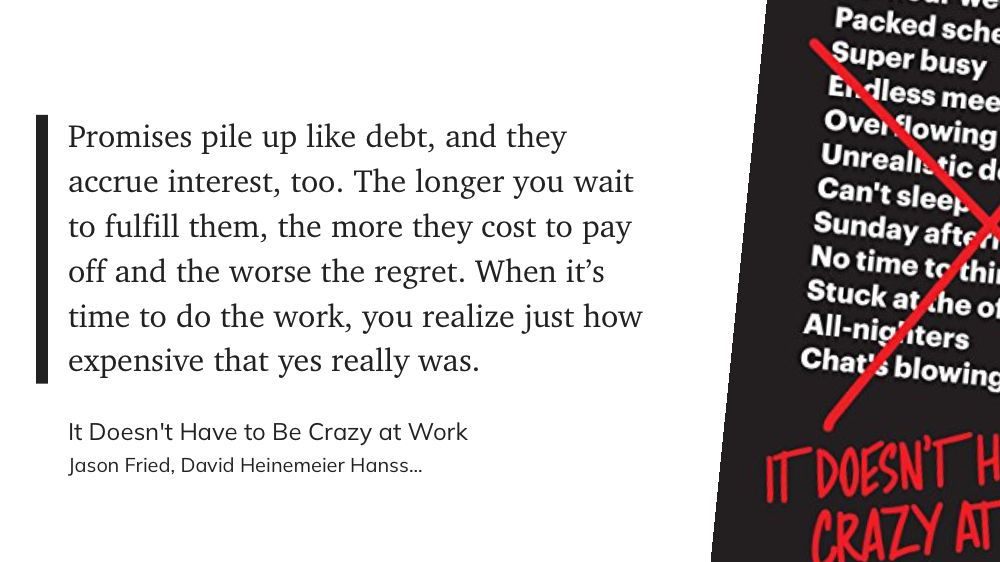 Promises pile up like debt, and they
accrue interest, too. The longer you wait
to fulfill them, the more they cost to pay
off and the worse the regret. When it’s
time to do the work, you realize just how
expensive that yes really was.
It Doesn't Have to Be Crazy at Work
Jason Fried, David Heinemeier Hanss...
Packed
Super busy
Endless
Overflowing
Unrealistic
Can't sleep
Sunday
No time to
Stuck at the
All-nighters
Chat's blowing
IT DOESN'T
CRAZY AT